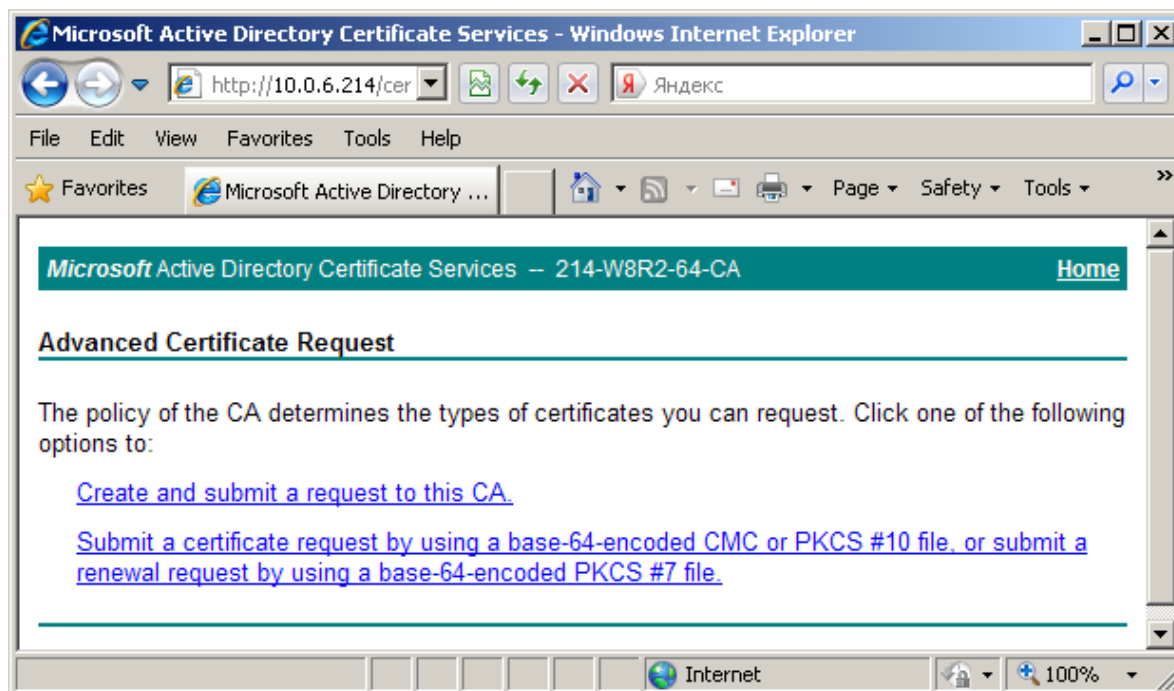 Microsoft Active Directory Certificate Services - Windows Internet Explorer
http://10.0.6.214/cer
Яндекс
File Edit View Favorites Tools Help
Favorites Microsoft Active Directory ... Page Safety Tools »
Microsoft Active Directory Certificate Services -- 214-W8R2-64-CA Home
Advanced Certificate Request
The policy of the CA determines the types of certificates you can request. Click one of the following
options to:
Create and submit a request to this CA.
Submit a certificate request by using a base-64-encoded CMC or PKCS #10 file, or submit a
renewal request by using a base-64-encoded PKCS #7 file.
Internet 100%